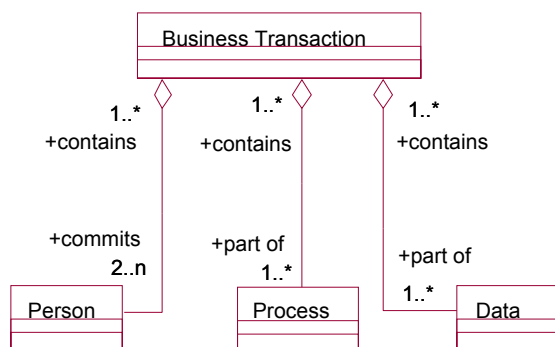 Business Transaction
1..* 1..* 1..*
+contains +contains +contains
+commits +part of +part of
2..n 1..* 1..*
Person Process Data